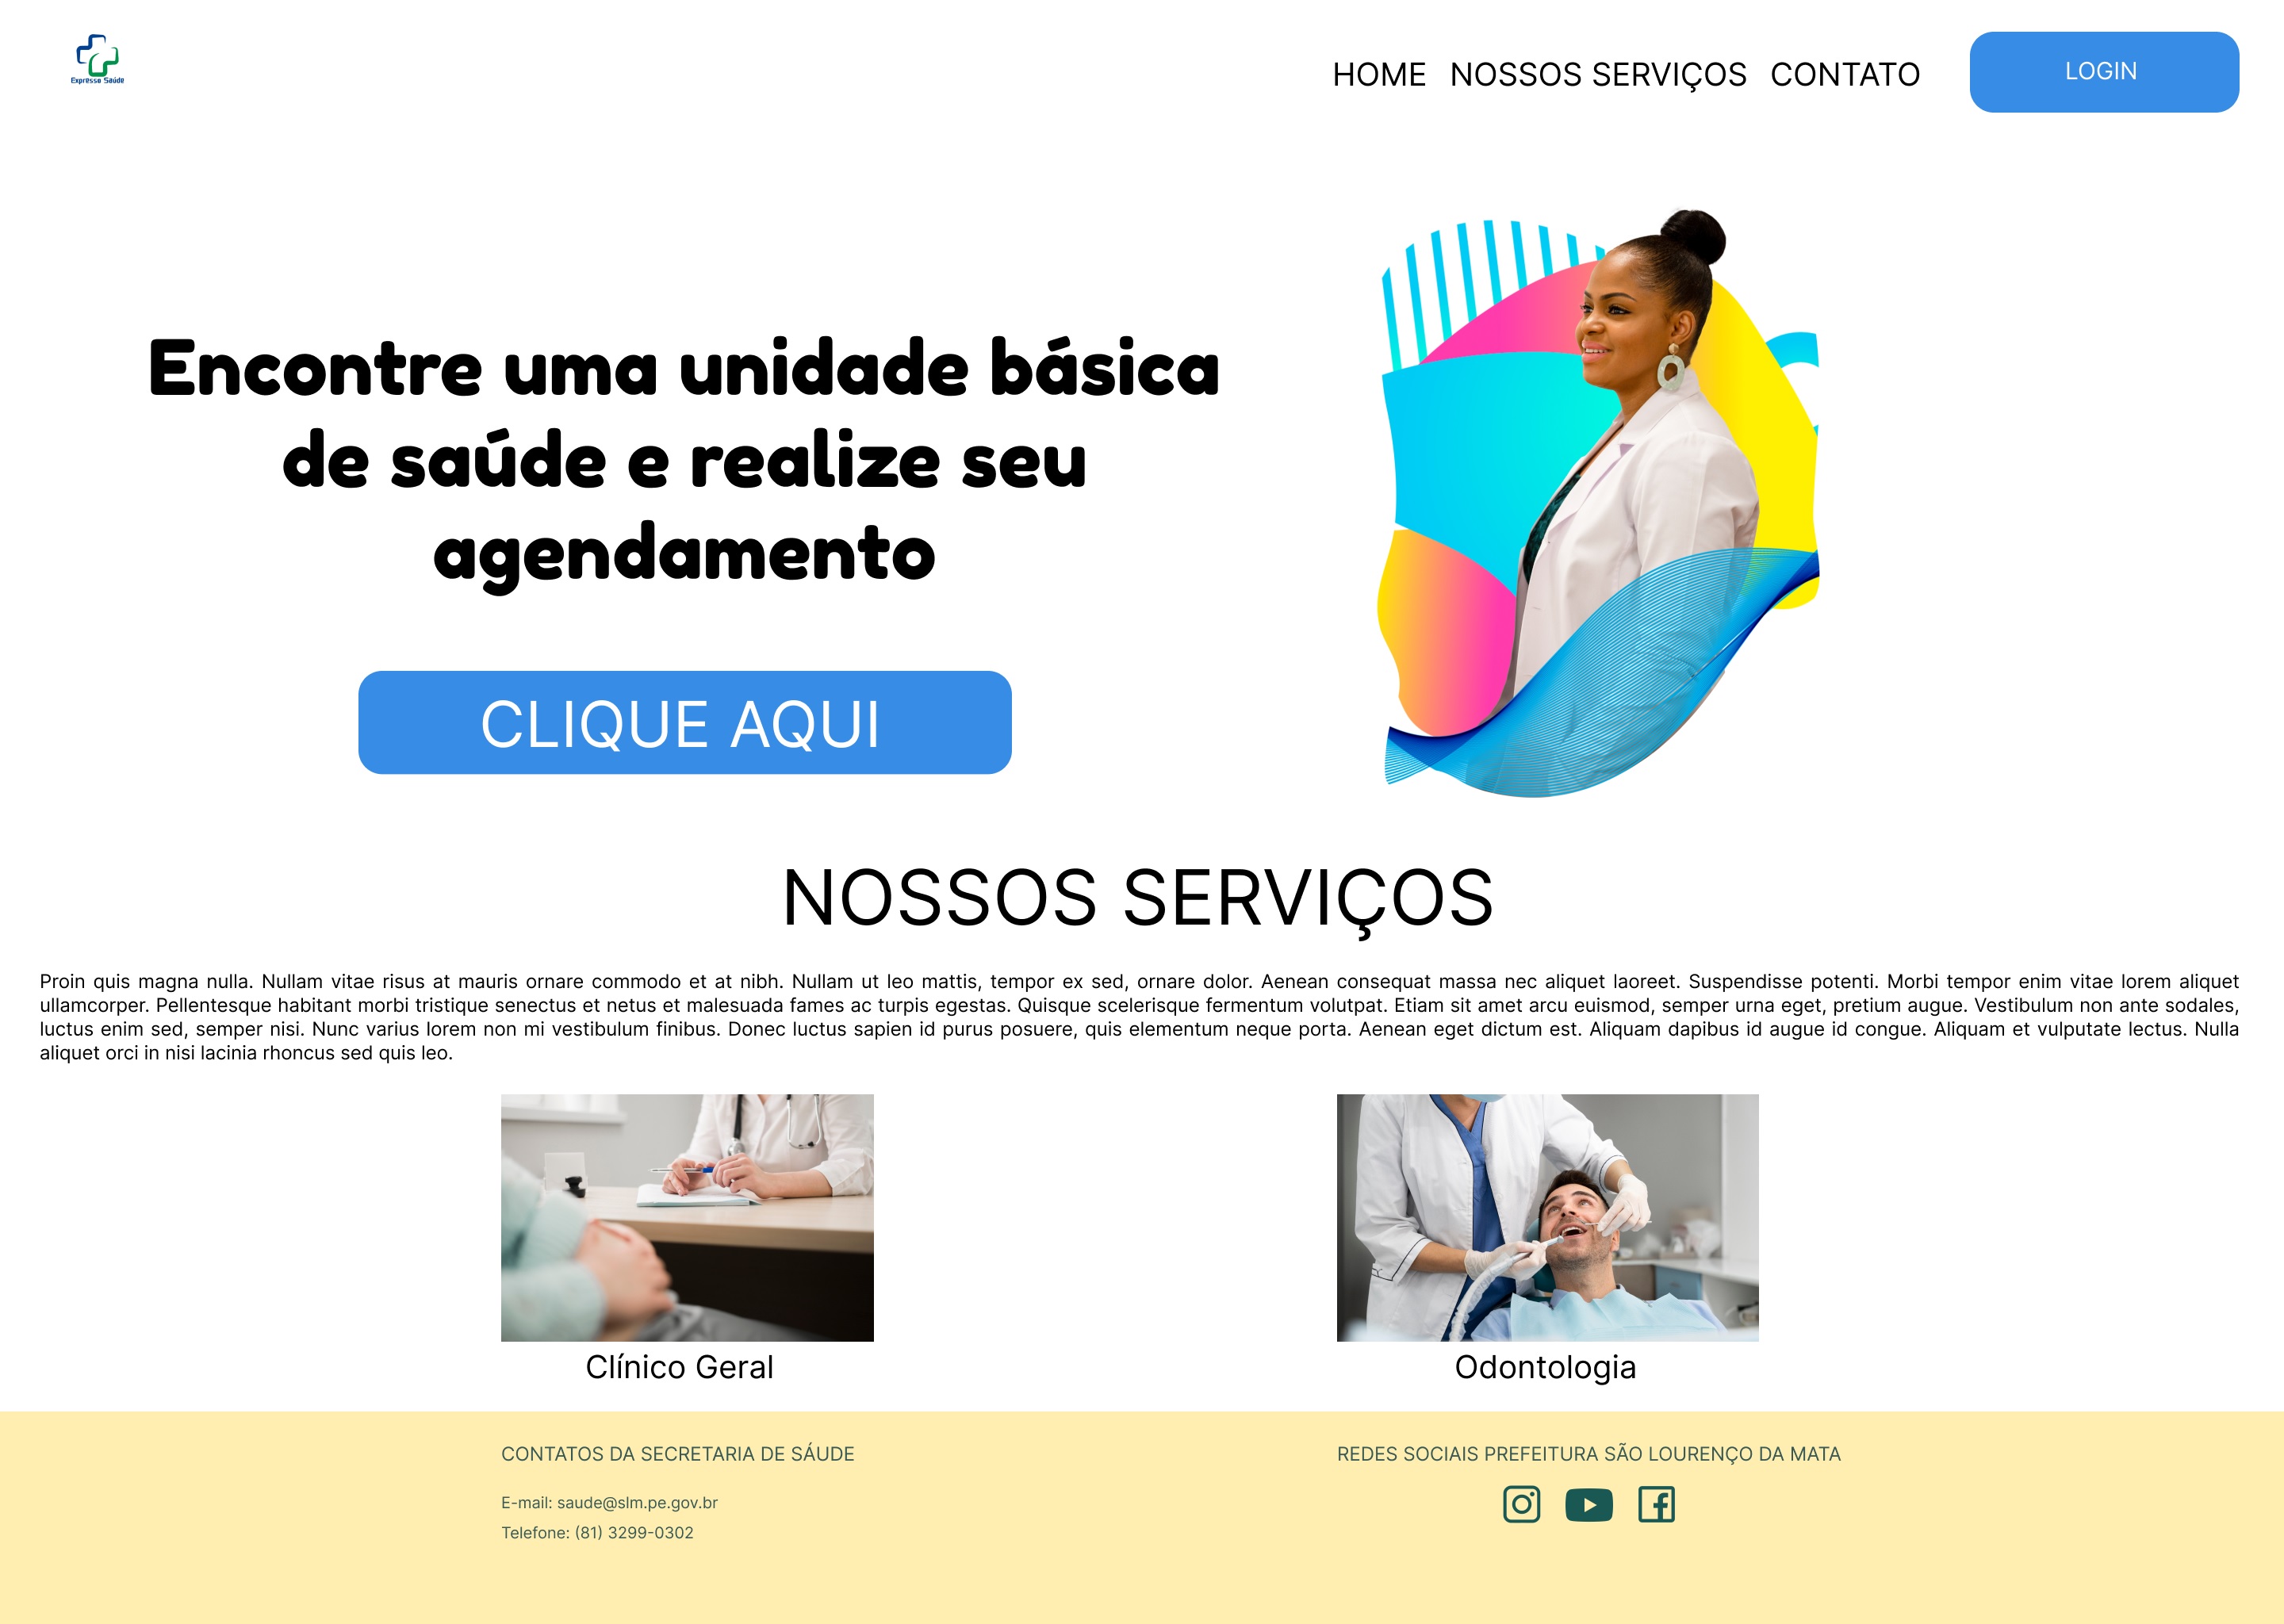 Expresso Saúde
HOME NOSSOS SERVIÇOS CONTATO
LOGIN
Encontre uma unidade básica
de saúde e realize seu
agendamento
CLIQUE AQUI
NOSSOS SERVIÇOS
Proin quis magna nulla. Nullam vitae risus at mauris ornare commodo et at nibh. Nullam ut leo mattis, tempor ex sed, ornare dolor. Aenean consequat massa nec aliquet laoreet. Suspendisse potenti. Morbi tempor enim vitae lorem aliquet
ullamcorper. Pellentesque habitant morbi tristique senectus et netus et malesuada fames ac turpis egestas. Quisque scelerisque fermentum volutpat. Etiam sit amet arcu euismod, semper urna eget, pretium augue. Vestibulum non ante sodales,
luctus enim sed, semper nisi. Nunc varius lorem non mi vestibulum finibus. Donec luctus sapien id purus posuere, quis elementum neque porta. Aenean eget dictum est. Aliquam dapibus id augue id congue. Aliquam et vulputate lectus. Nulla
aliquet orci in nisi lacinia rhoncus sed quis leo.
Clínico Geral
Odontologia
CONTATOS DA SECRETARIA DE SÁUDE
E-mail: saude@slm.pe.gov.br
Telefone: (81) 3299-0302
REDES SOCIAIS PREFEITURA SÃO LOURENÇO DA MATA